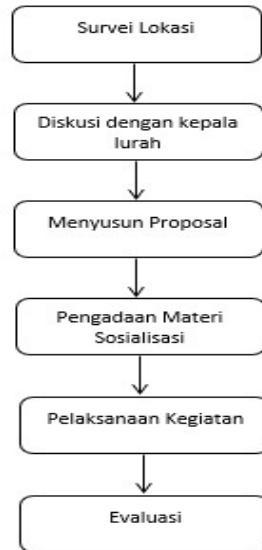 Survei Lokasi
Diskusi dengan kepala
lurah
Menyusun Proposal
Pengadaan Materi
Sosialisasi
Pelaksanaan Kegiatan
Evaluasi